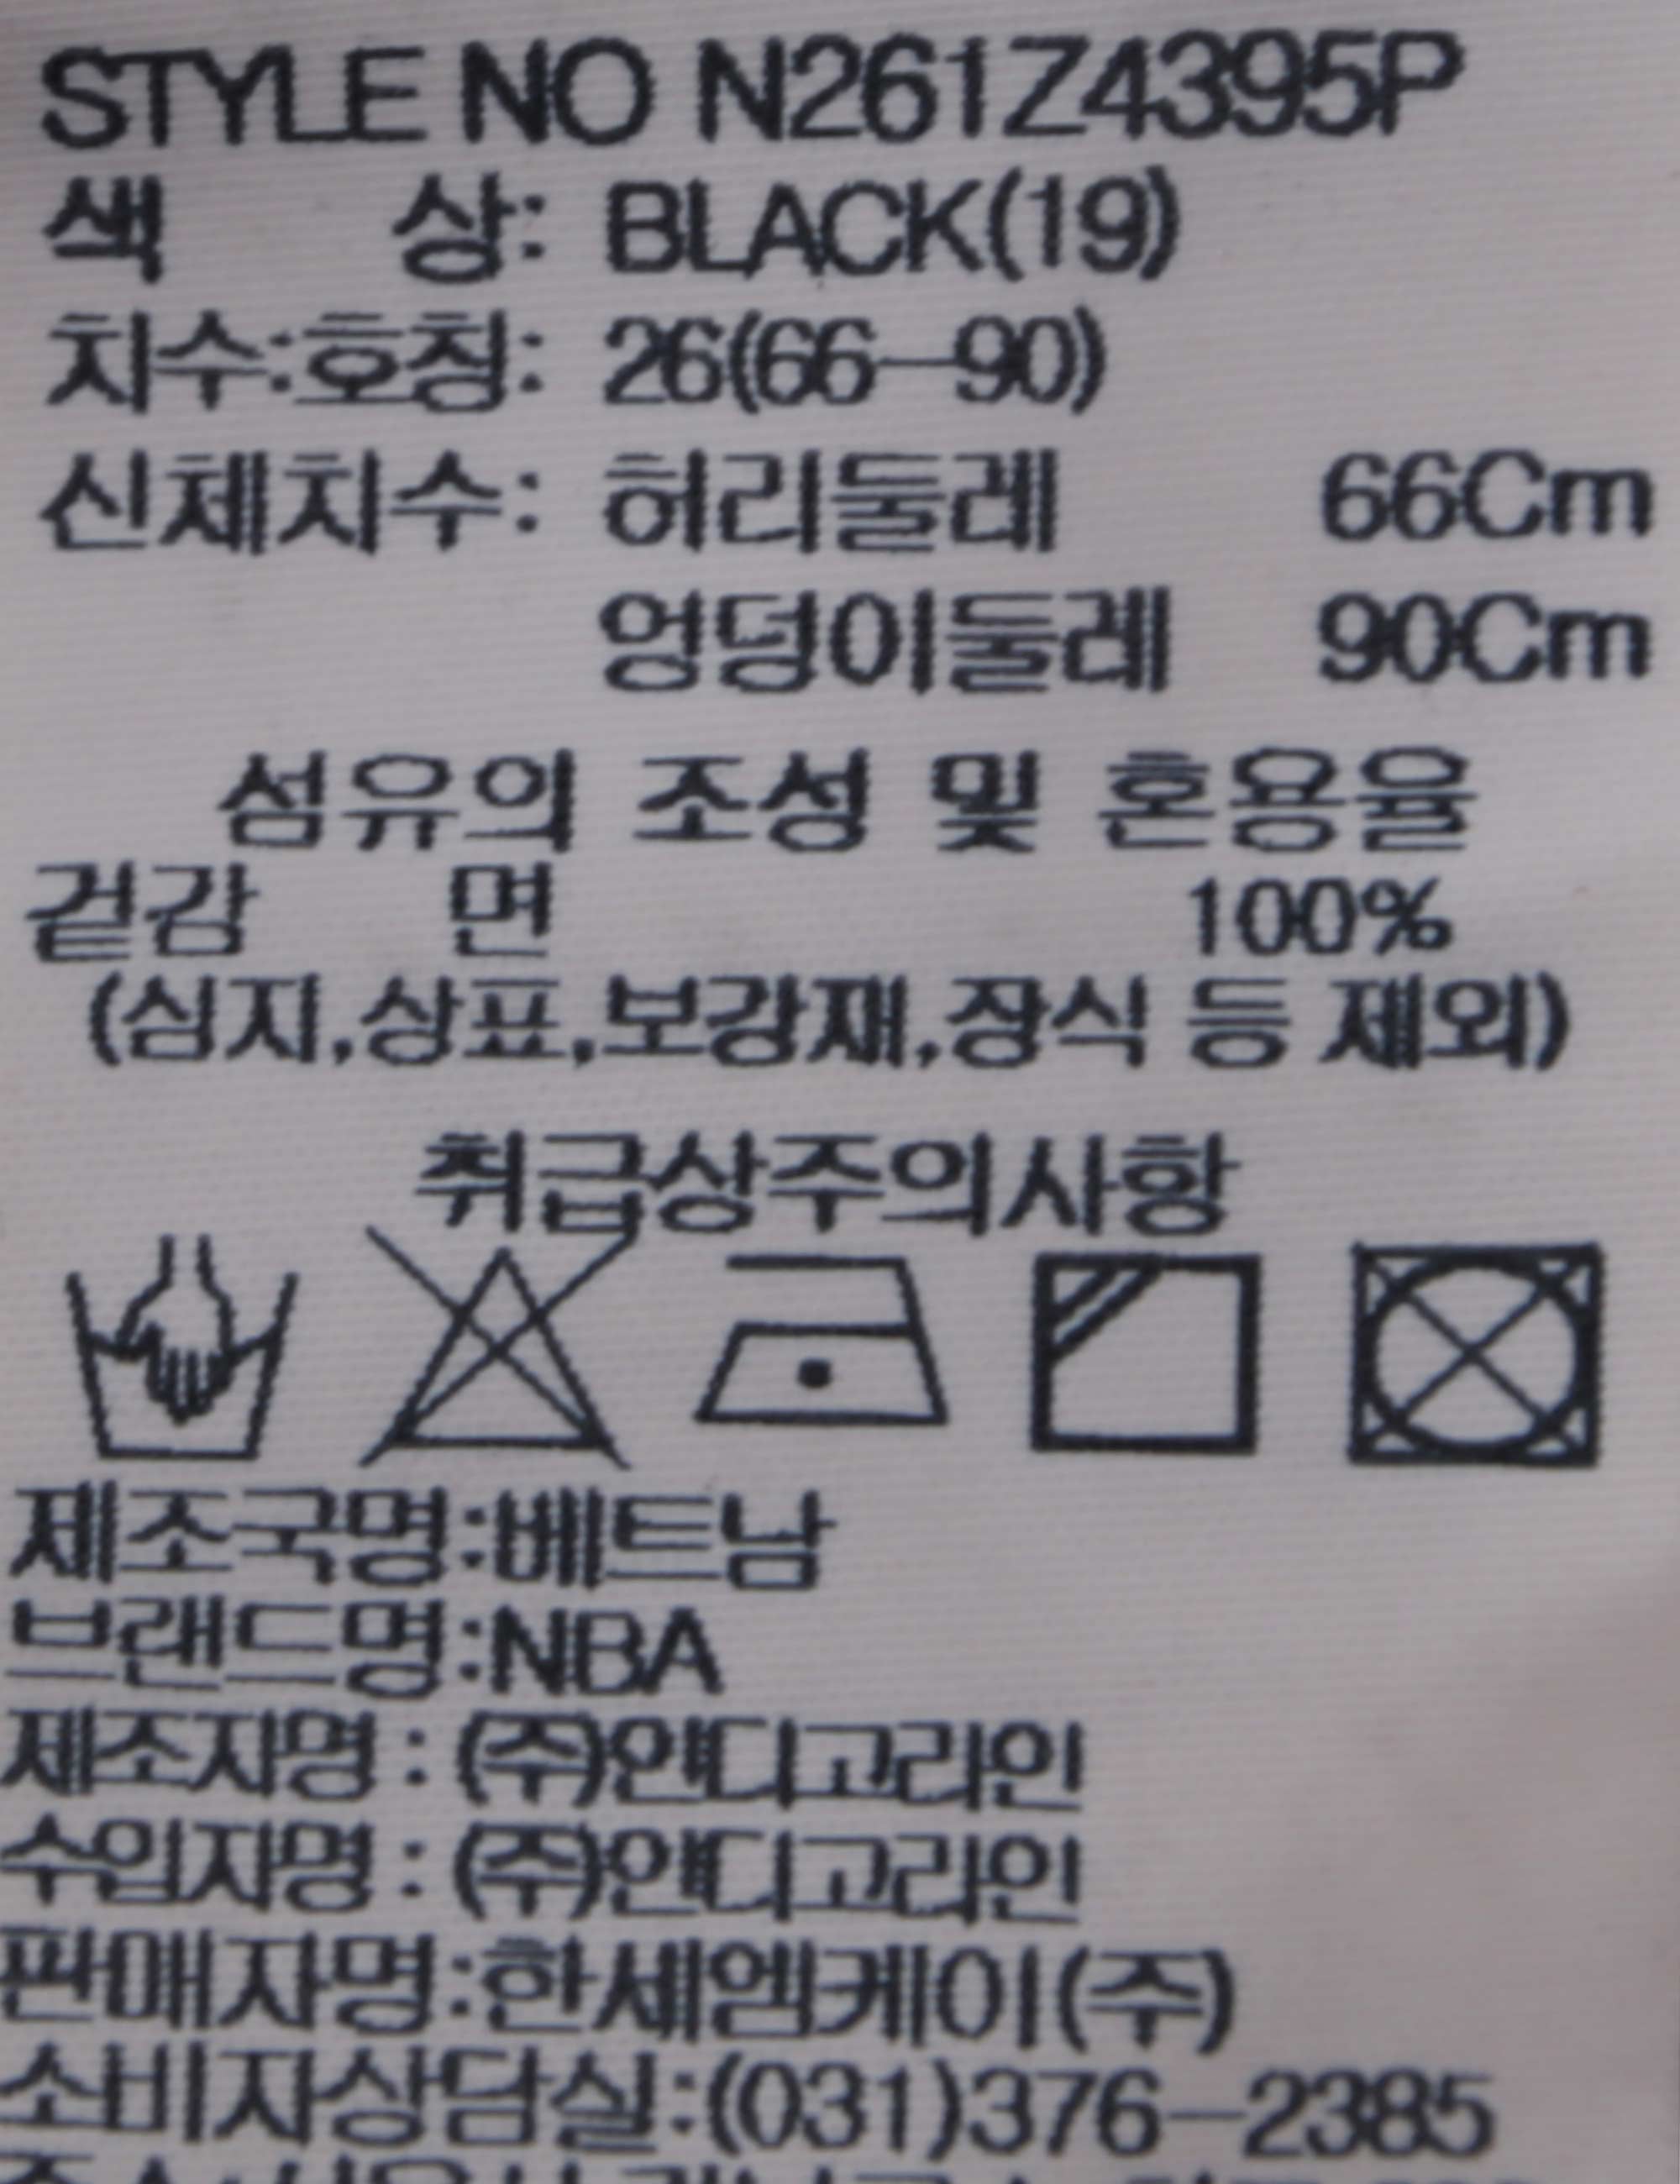 STYLE NO N261Z4395P
색 상: BLACK(19)
치수:호칭: 26(66-90)
신체치수: 허리둘레 66Cm
엉덩이둘레 90Cm
섬유의 조성 및 혼용율
겉감 면 100%
(심지,상표,보강재,장식 등 제외)
취급상주의사항
제조국명:베트남
브랜드명:NBA
제조자명 : (주)앤디고라인
수입자명 : (주)앤디고라인
판매자명:한세엠케이(주)
소비자상담실:(031)376-2385